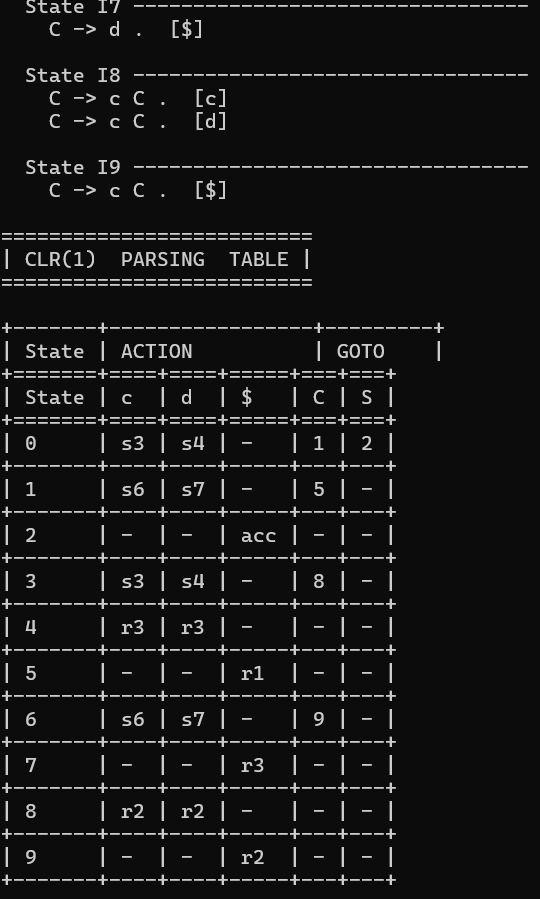 State I7 ---------------------------------
    C -> d .  [$]

  State I8 ---------------------------------
    C -> c C .  [c]
    C -> c C .  [d]

  State I9 ---------------------------------
    C -> c C .  [$]

==========================
| CLR(1)  PARSING  TABLE |
==========================

+-------+-----------------+---------+
| State | ACTION          | GOTO    |
+=======+====+====+=====+===+===+
| State | c  | d  | $   | C | S |
+=======+====+====+=====+===+===+
| 0     | s3 | s4 | -   | 1 | 2 |
+-------+----+----+-----+---+---+
| 1     | s6 | s7 | -   | 5 | - |
+-------+----+----+-----+---+---+
| 2     | -  | -  | acc | - | - |
+-------+----+----+-----+---+---+
| 3     | s3 | s4 | -   | 8 | - |
+-------+----+----+-----+---+---+
| 4     | r3 | r3 | -   | - | - |
+-------+----+----+-----+---+---+
| 5     | -  | -  | r1  | - | - |
+-------+----+----+-----+---+---+
| 6     | s6 | s7 | -   | 9 | - |
+-------+----+----+-----+---+---+
| 7     | -  | -  | r3  | - | - |
+-------+----+----+-----+---+---+
| 8     | r2 | r2 | -   | - | - |
+-------+----+----+-----+---+---+
| 9     | -  | -  | r2  | - | - |
+-------+----+----+-----+---+---+